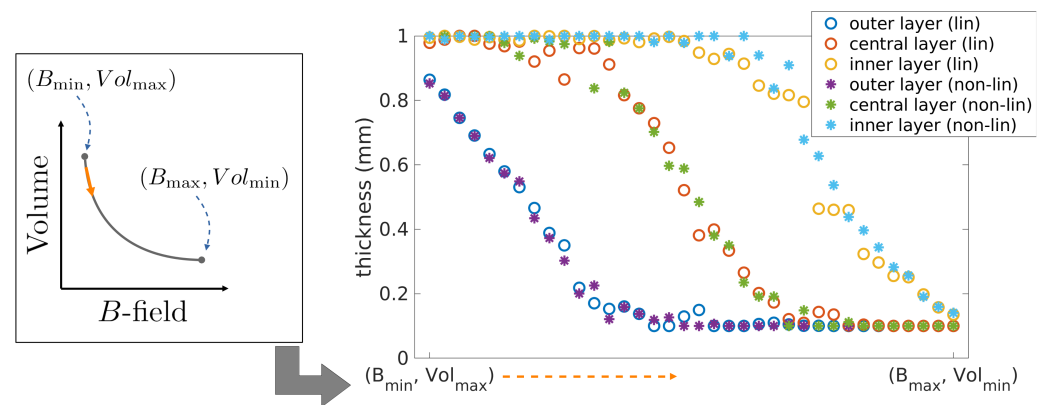 (B_min, Vol_max)
(B_max, Vol_min)
Volume
B-field
outer layer (lin)
central layer (lin)
inner layer (lin)
outer layer (non-lin)
central layer (non-lin)
inner layer (non-lin)
thickness (mm)
1
0.8
0.6
0.4
0.2
0
(B_min, Vol_max)
(B_max, Vol_min)